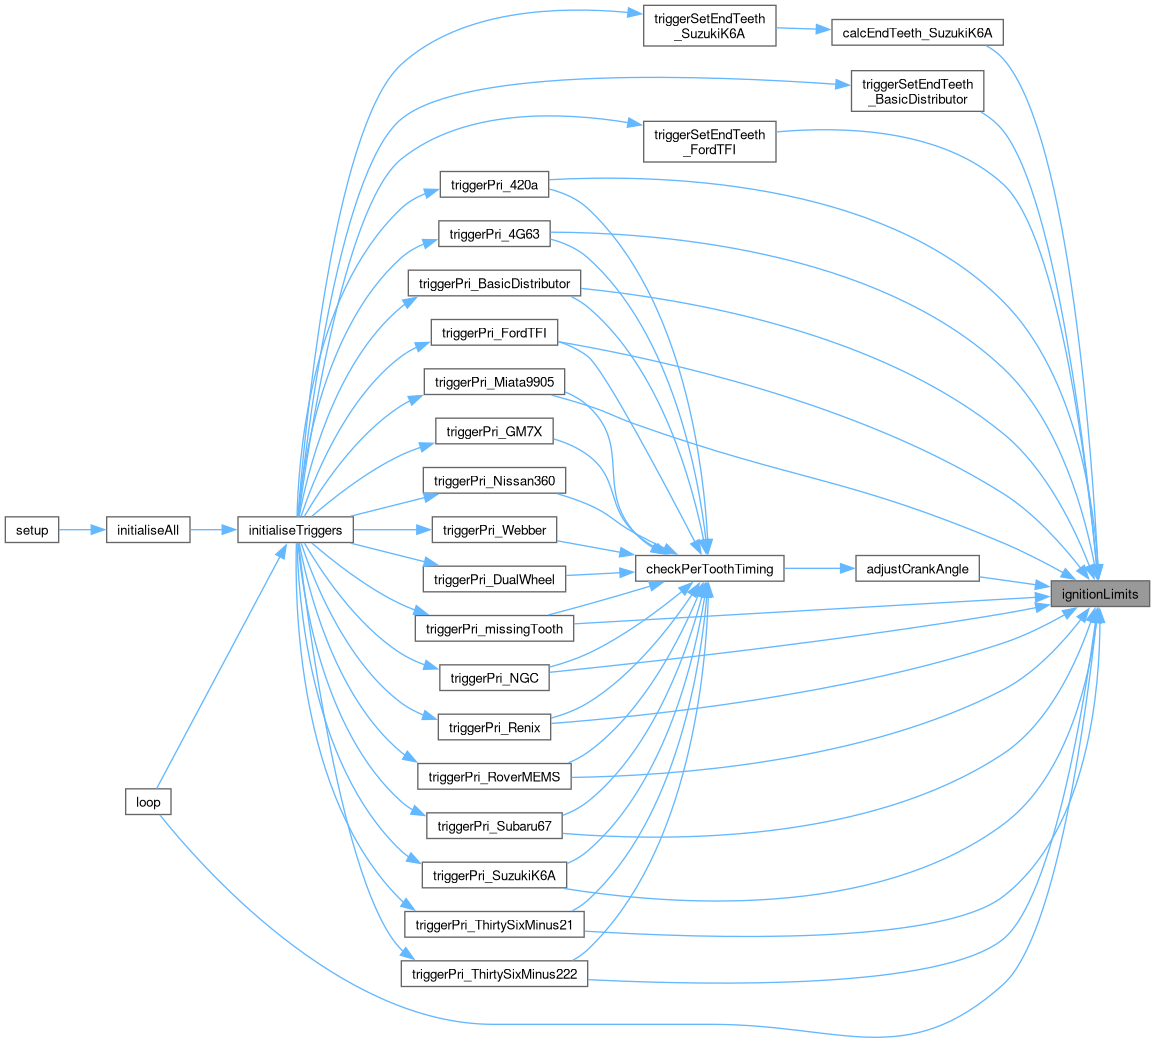 triggerSetEndTeeth
_SuzukiK6A
calcEndTeeth_SuzukiK6A
triggerSetEndTeeth
_BasicDistributor
triggerSetEndTeeth
_FordTFI
triggerPri_420a
triggerPri_4G63
triggerPri_BasicDistributor
triggerPri_FordTFI
triggerPri_Miata9905
triggerPri_GM7X
triggerPri_Nissan360
setup
initialiseAll
initialiseTriggers
triggerPri_Webber
triggerPri_DualWheel
checkPerToothTiming
adjustCrankAngle
ignitionLimits
triggerPri_missingTooth
triggerPri_NGC
triggerPri_Renix
triggerPri_RoverMEMS
loop
triggerPri_Subaru67
triggerPri_SuzukiK6A
triggerPri_ThirtySixMinus21
triggerPri_ThirtySixMinus222